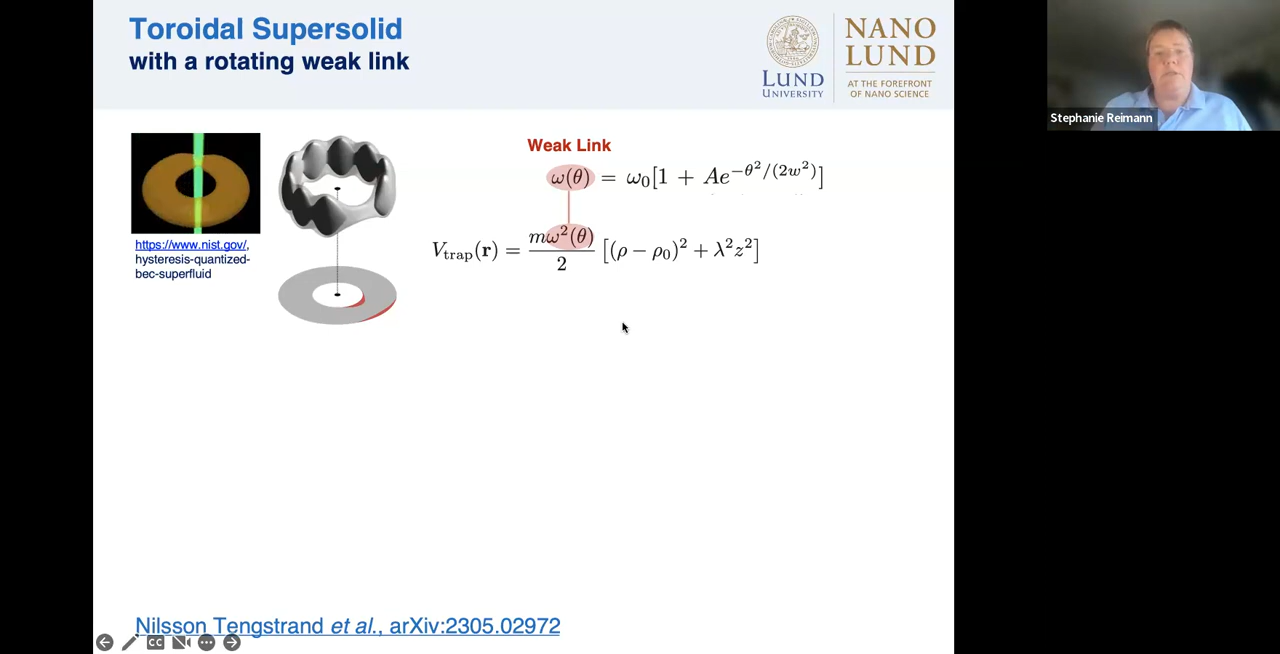 Toroidal Supersolid
with a rotating weak link
LUND
UNIVERSITY
NANO
LUND
AT THE FOREFRONT
OF NANO SCIENCE
Stephanie Reimann
Weak Link
ω(θ) = ω₀[1 + Ae^{−θ²/(2w²)}]
V_trap(r) = mω²(θ)/2 [(ρ − ρ₀)² + λ²z²]
https://www.nist.gov/,
hysteresis-quantized-
bec-superfluid
Nilsson Tengstrand et al., arXiv:2305.02972
CC